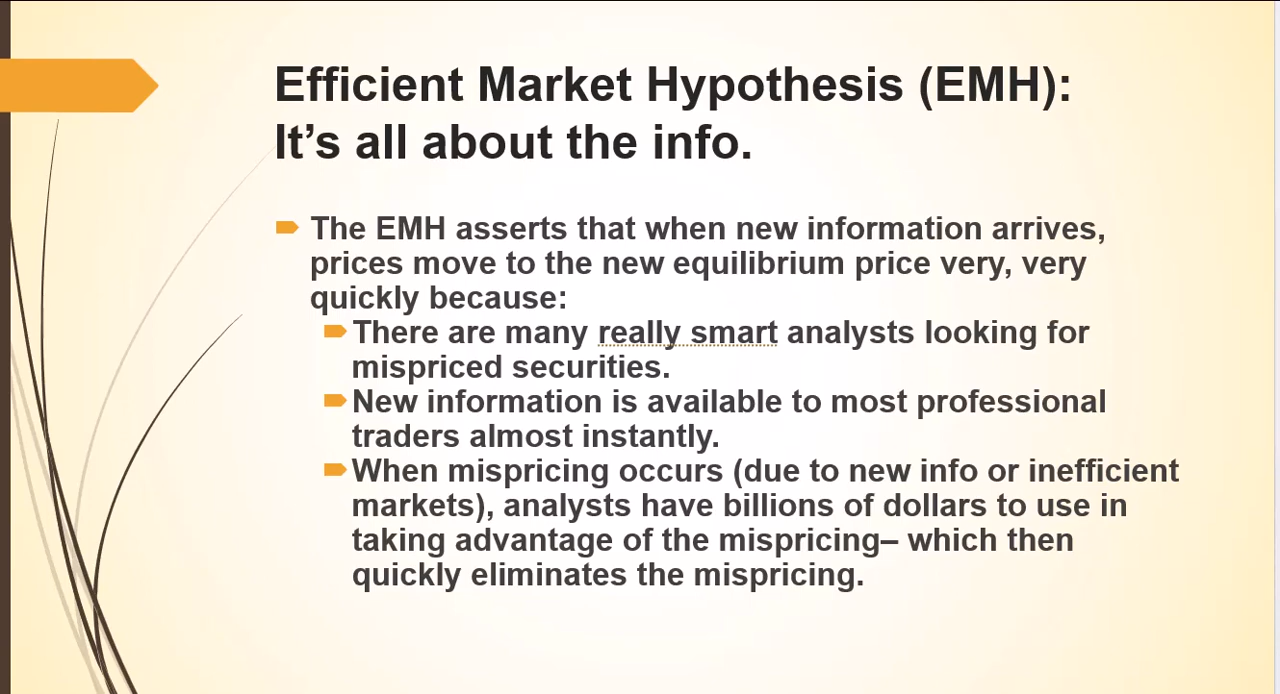 Efficient Market Hypothesis (EMH):
It’s all about the info.
The EMH asserts that when new information arrives,
prices move to the new equilibrium price very, very
quickly because:
There are many really smart analysts looking for
mispriced securities.
New information is available to most professional
traders almost instantly.
When mispricing occurs (due to new info or inefficient
markets), analysts have billions of dollars to use in
taking advantage of the mispricing– which then
quickly eliminates the mispricing.